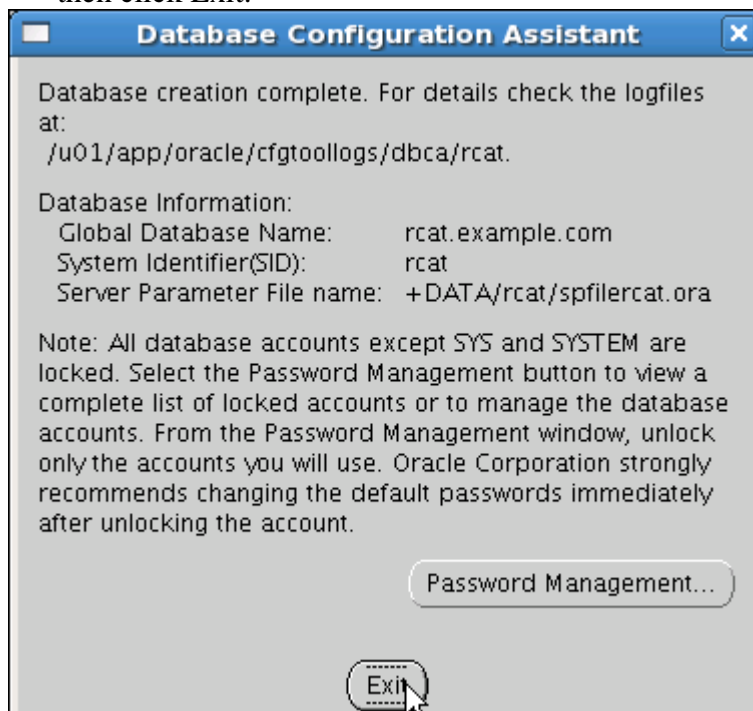 then click Exit.
Database Configuration Assistant
Database creation complete. For details check the logfiles
at:
/u01/app/oracle/cfgtoollogs/dbca/rcat.
Database Information:
Global Database Name: rcat.example.com
System Identifier(SID): rcat
Server Parameter File name: +DATA/rcat/spfilercat.ora
Note: All database accounts except SYS and SYSTEM are
locked. Select the Password Management button to view a
complete list of locked accounts or to manage the database
accounts. From the Password Management window, unlock
only the accounts you will use. Oracle Corporation strongly
recommends changing the default passwords immediately
after unlocking the account.
Password Management...
Exit